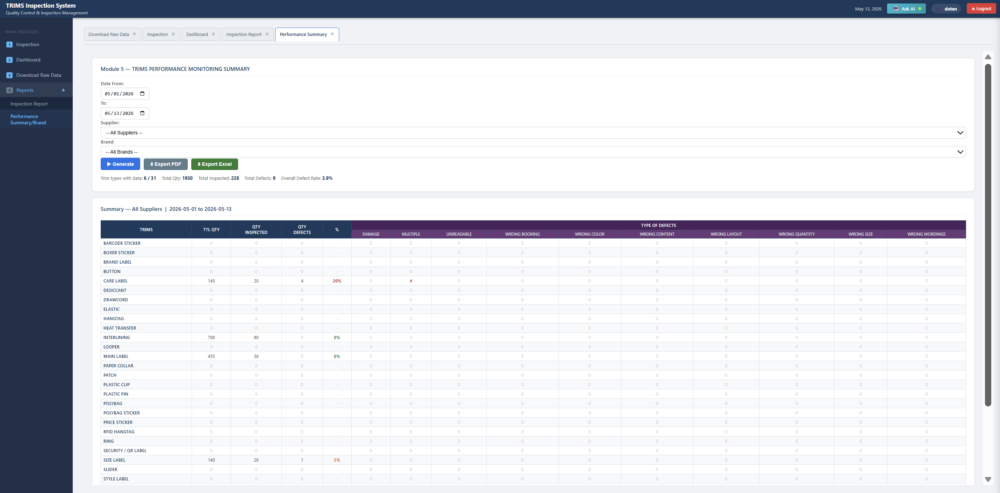 TRIMS Inspection System
Quality Control & Inspection Management
May 13, 2026
Ask AI
datan
Logout
MAIN MODULES
1 Inspection
2 Dashboard
4 Download Raw Data
R Reports ▲
Inspection Report
Performance
Summary/Brand
Download Raw Data × Inspection × Dashboard × Inspection Report × Performance Summary ×
Module 5 — TRIMS PERFORMANCE MONITORING SUMMARY
Date From:
05/01/2026
To:
05/13/2026
Supplier:
-- All Suppliers --
Brand:
-- All Brands --
▶ Generate ⬇ Export PDF ⬇ Export Excel
Trim types with data: 6 / 31 Total Qty: 1930 Total Inspected: 228 Total Defects: 9 Overall Defect Rate: 3.9%
Summary — All Suppliers | 2026-05-01 to 2026-05-13
TRIMS TTL QTY QTY INSPECTED QTY DEFECTS % TYPE OF DEFECTS
DAMAGE MULTIPLE UNREADABLE WRONG BOOKING WRONG COLOR WRONG CONTENT WRONG LAYOUT WRONG QUANTITY WRONG SIZE WRONG WORDINGS
BARCODE STICKER 0 0 0 - 0 0 0 0 0 0 0 0 0 0
BOXER STICKER 0 0 0 - 0 0 0 0 0 0 0 0 0 0
BRAND LABEL 0 0 0 - 0 0 0 0 0 0 0 0 0 0
BUTTON 0 0 0 - 0 0 0 0 0 0 0 0 0 0
CARE LABEL 145 20 4 20% 0 4 0 0 0 0 0 0 0 0
DESICCANT 0 0 0 - 0 0 0 0 0 0 0 0 0 0
DRAWCORD 0 0 0 - 0 0 0 0 0 0 0 0 0 0
ELASTIC 0 0 0 - 0 0 0 0 0 0 0 0 0 0
HANGTAG 0 0 0 - 0 0 0 0 0 0 0 0 0 0
HEAT TRANSFER 0 0 0 - 0 0 0 0 0 0 0 0 0 0
INTERLINING 700 80 0 0% 0 0 0 0 0 0 0 0 0 0
LOOPER 0 0 0 - 0 0 0 0 0 0 0 0 0 0
MAIN LABEL 455 50 0 0% 0 0 0 0 0 0 0 0 0 0
PAPER COLLAR 0 0 0 - 0 0 0 0 0 0 0 0 0 0
PATCH 0 0 0 - 0 0 0 0 0 0 0 0 0 0
PLASTIC CLIP 0 0 0 - 0 0 0 0 0 0 0 0 0 0
PLASTIC PIN 0 0 0 - 0 0 0 0 0 0 0 0 0 0
POLYBAG 0 0 0 - 0 0 0 0 0 0 0 0 0 0
POLYBAG STICKER 0 0 0 - 0 0 0 0 0 0 0 0 0 0
PRICE STICKER 0 0 0 - 0 0 0 0 0 0 0 0 0 0
RFID HANGTAG 0 0 0 - 0 0 0 0 0 0 0 0 0 0
RING 0 0 0 - 0 0 0 0 0 0 0 0 0 0
SECURITY / QR LABEL 0 0 0 - 0 0 0 0 0 0 0 0 0 0
SIZE LABEL 140 20 1 5% 0 0 0 0 0 0 0 0 0 0
SLIDER 0 0 0 - 0 0 0 0 0 0 0 0 0 0
STYLE LABEL 0 0 0 - 0 0 0 0 0 0 0 0 0 0